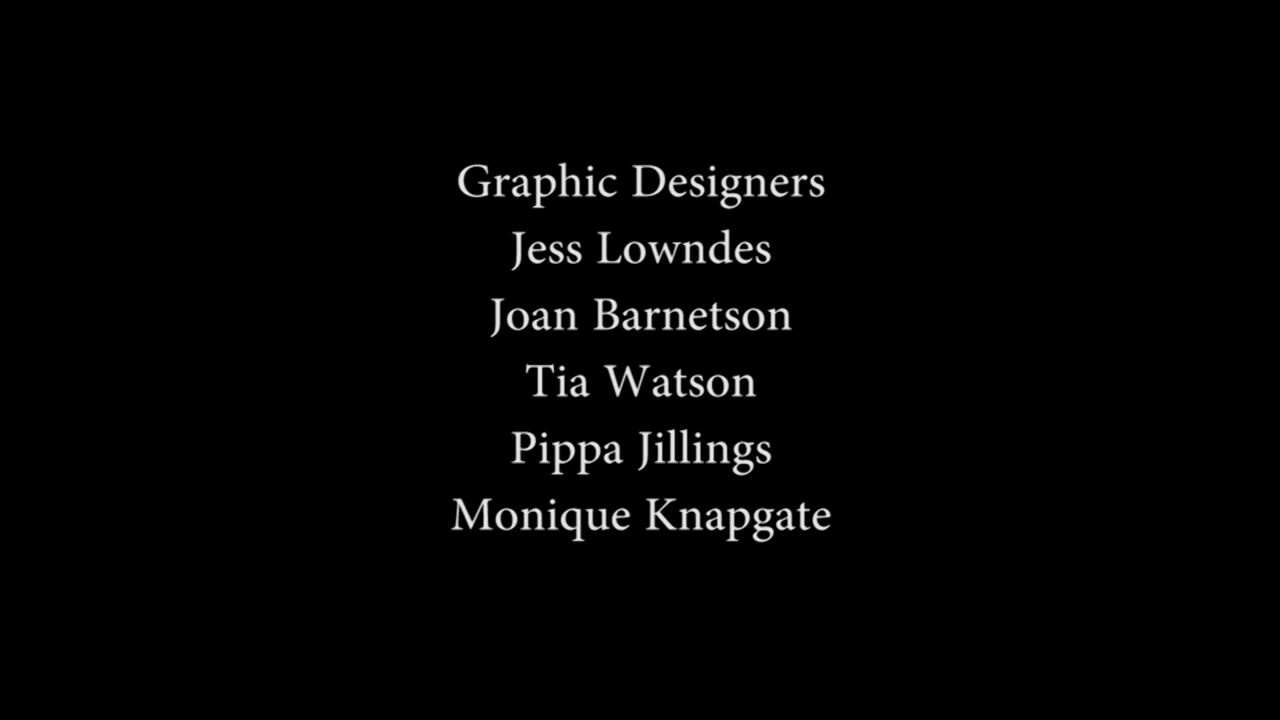 Graphic Designers
Jess Lowndes
Joan Barnetson
Tia Watson
Pippa Jillings
Monique Knapgate